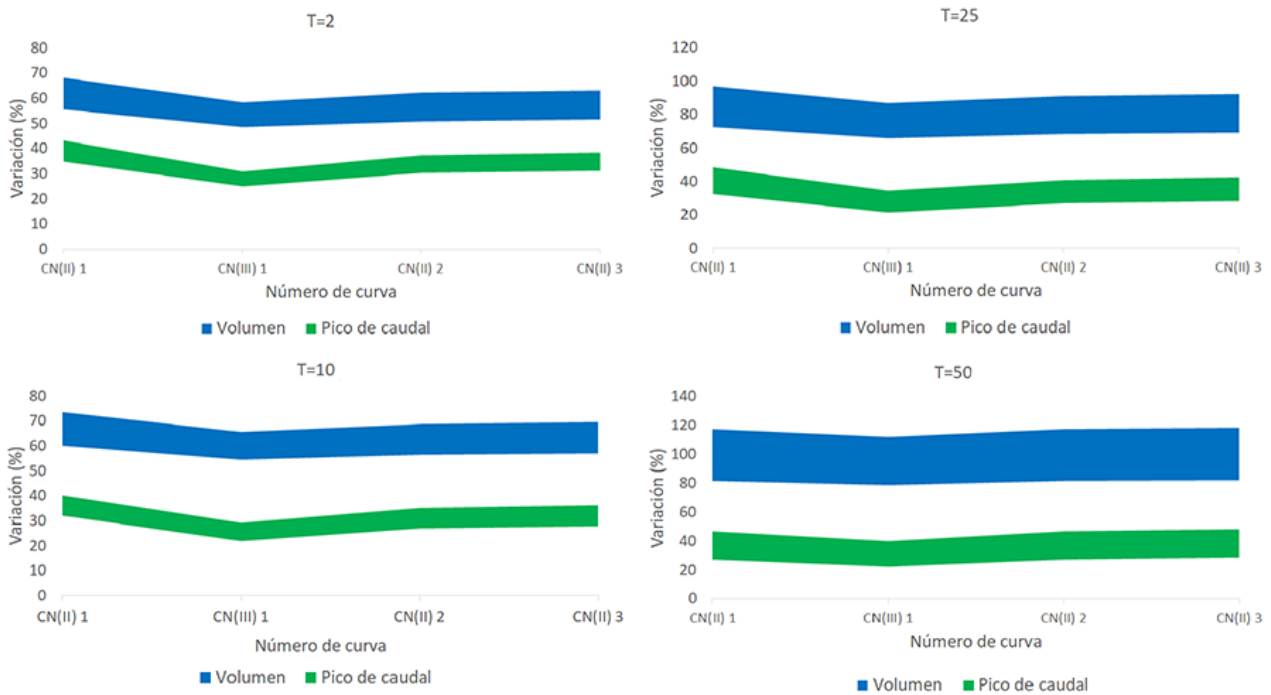 T=2
80
70
60
50
40
30
20
10
0
Variación (%)
CN(II) 1 CN(III) 1 CN(II) 2 CN(II) 3
Número de curva
Volumen Pico de caudal
T=25
120
100
80
60
40
20
0
Variación (%)
CN(II) 1 CN(III) 1 CN(II) 2 CN(II) 3
Número de curva
Volumen Pico de caudal
T=10
80
70
60
50
40
30
20
10
0
Variación (%)
CN(II) 1 CN(III) 1 CN(II) 2 CN(II) 3
Número de curva
Volumen Pico de caudal
T=50
140
120
100
80
60
40
20
0
Variación (%)
CN(II) 1 CN(III) 1 CN(II) 2 CN(II) 3
Número de curva
Volumen Pico de caudal